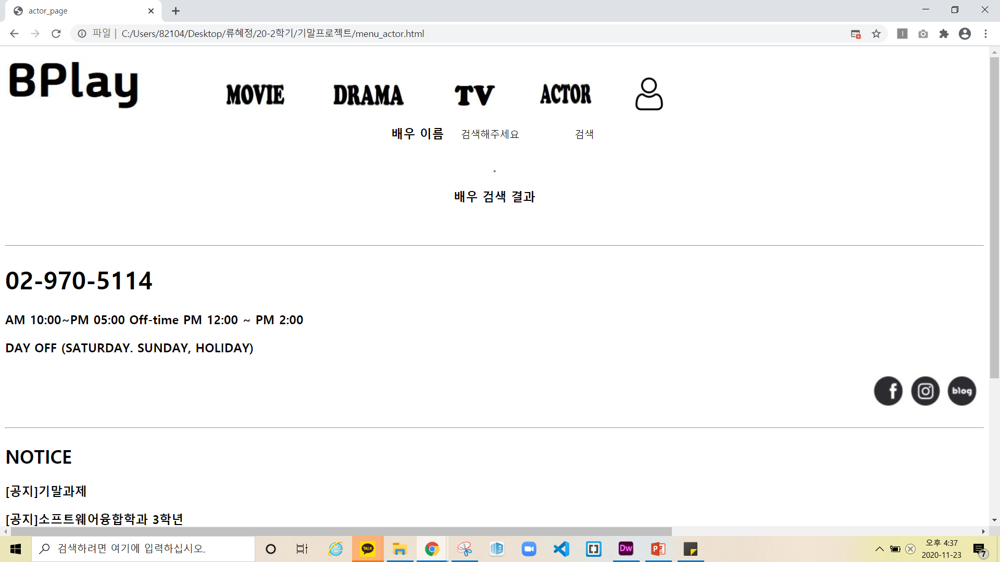 actor_page
파일 | C:/Users/82104/Desktop/류혜정/20-2학기/기말프로젝트/menu_actor.html
BPlay
MOVIE DRAMA TV ACTOR
배우 이름 검색해주세요 검색
배우 검색 결과
02-970-5114
AM 10:00~PM 05:00 Off-time PM 12:00 ~ PM 2:00
DAY OFF (SATURDAY. SUNDAY, HOLIDAY)
f blog
NOTICE
[공지]기말과제
[공지]소프트웨어융합학과 3학년
검색하려면 여기에 입력하십시오.
TALK
Dw
오후 4:37
2020-11-23
7